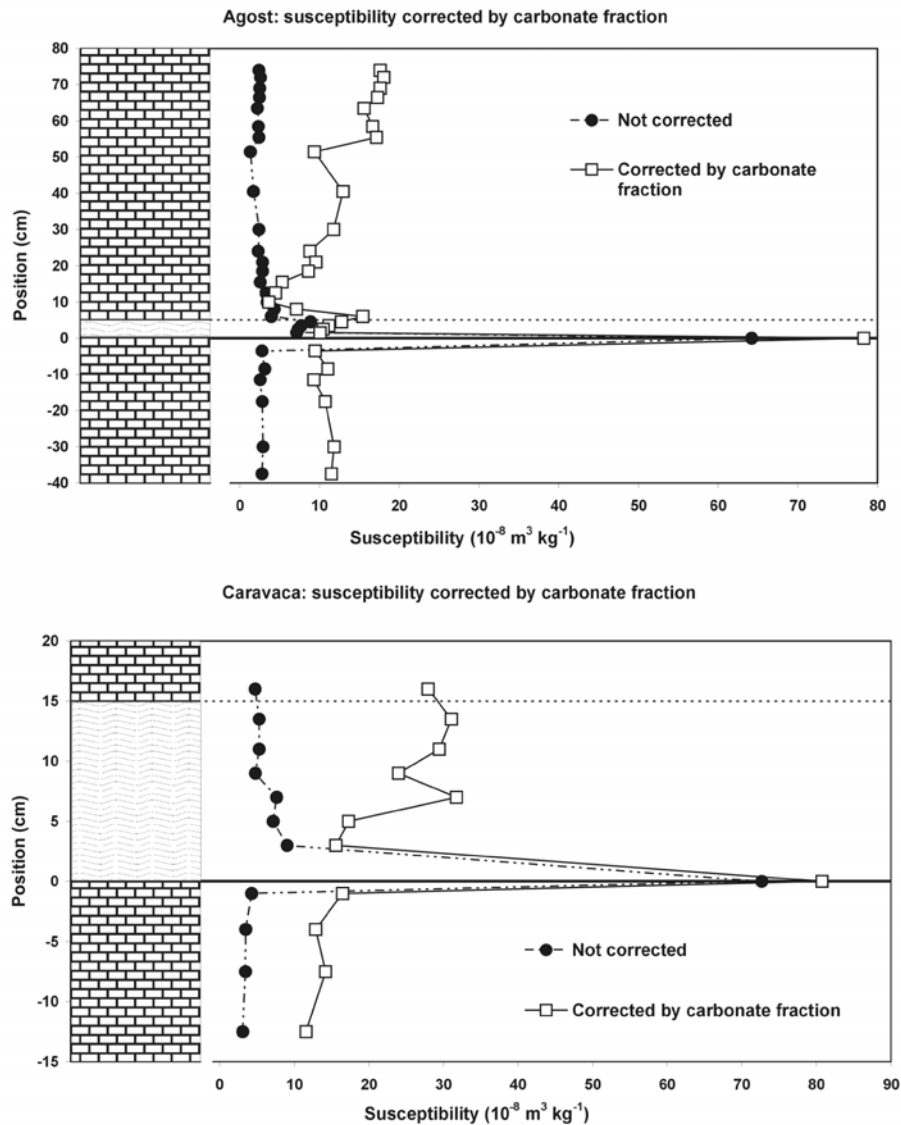 Agost: susceptibility corrected by carbonate fraction
80
70
60
50
40
30
20
10
0
-10
-20
-30
-40
Position (cm)
Not corrected
Corrected by carbonate
fraction
0 10 20 30 40 50 60 70 80
Susceptibility (10⁻⁸ m³ kg⁻¹)
Caravaca: susceptibility corrected by carbonate fraction
20
15
10
5
0
-5
-10
-15
Position (cm)
Not corrected
Corrected by carbonate fraction
0 10 20 30 40 50 60 70 80 90
Susceptibility (10⁻⁸ m³ kg⁻¹)